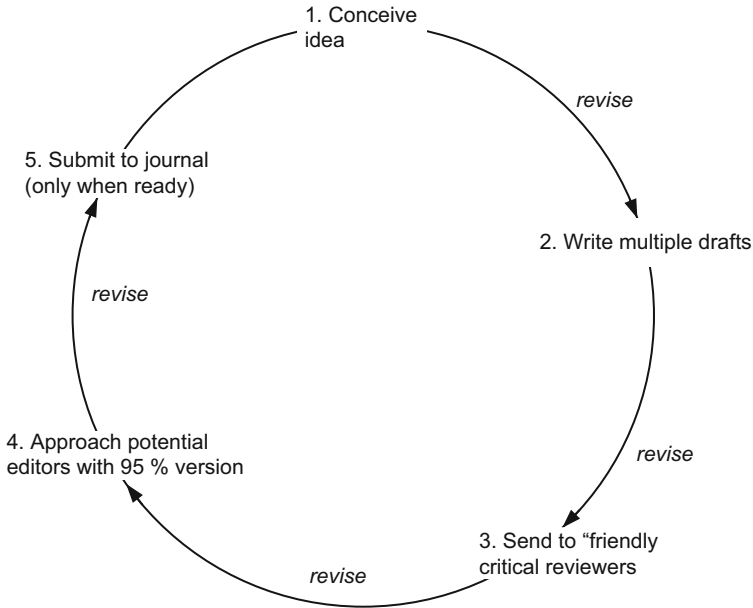 1. Conceive
idea
revise
2. Write multiple drafts
revise
3. Send to “friendly
critical reviewers
revise
4. Approach potential
editors with 95 % version
revise
5. Submit to journal
(only when ready)